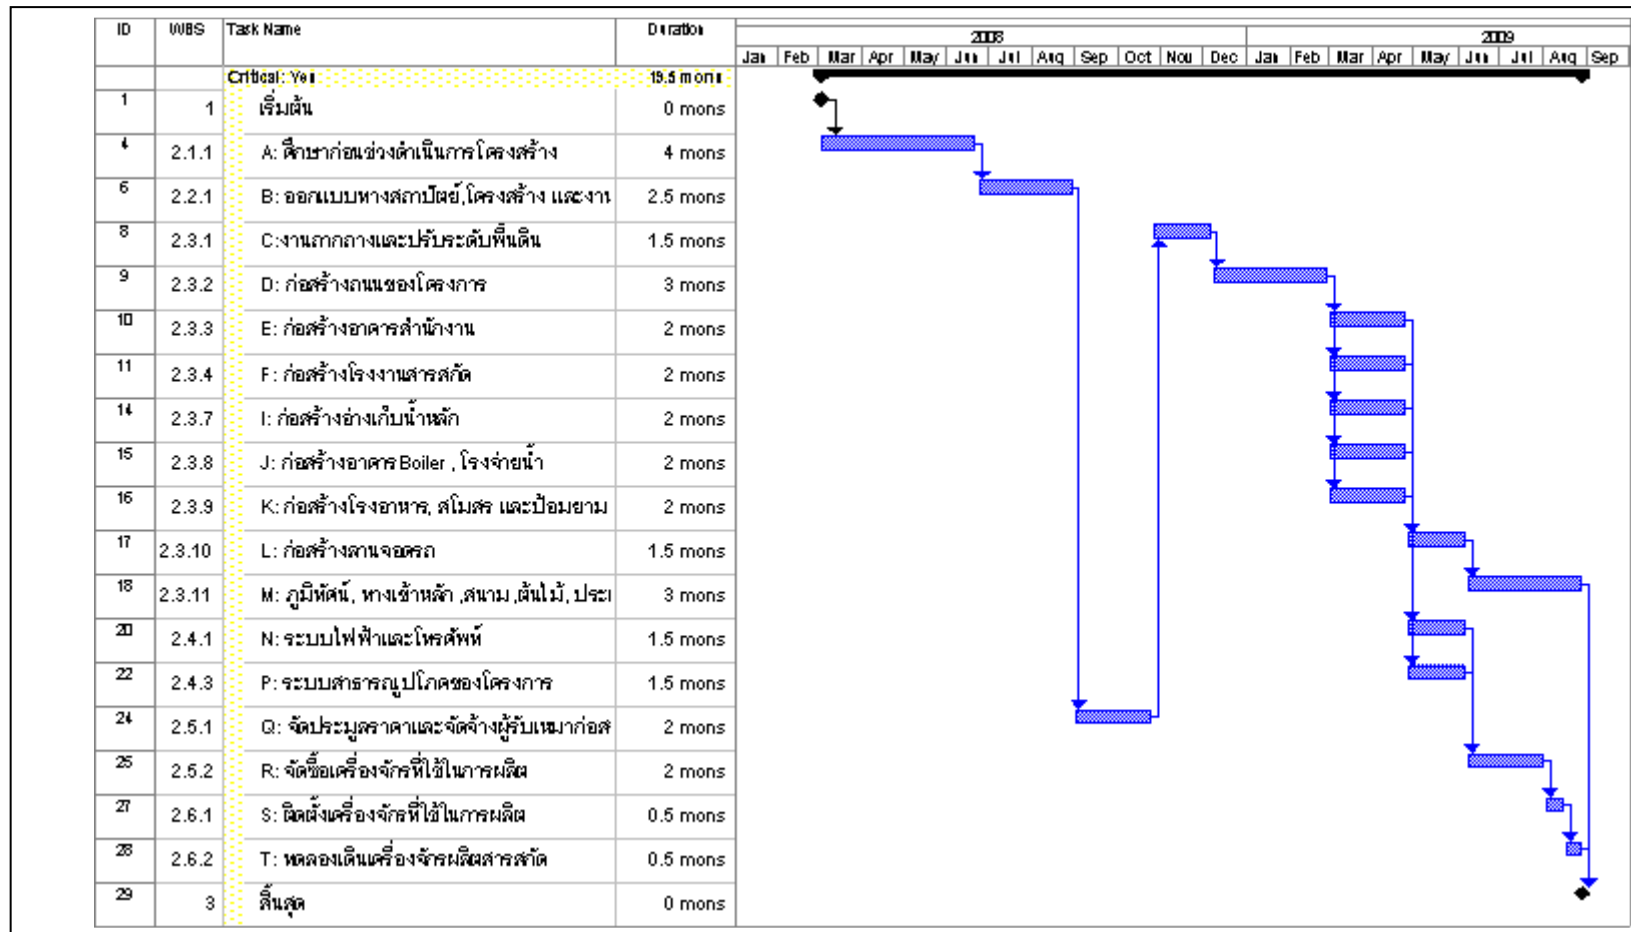 ID WBS Task Name Duration
2008 2009
Jan Feb Mar Apr May Jun Jul Aug Sep Oct Nov Dec Jan Feb Mar Apr May Jun Jul Aug Sep
Critical: Yes 19.5 mons
1 1 เริ่มต้น 0 mons
4 2.1.1 A: ศึกษาก่อนช่วงดำเนินการโครงสร้าง 4 mons
6 2.2.1 B: ออกแบบทางสถาปัตย์,โครงสร้าง และงาน 2.5 mons
8 2.3.1 C:งานถากถางและปรับระดับพื้นดิน 1.5 mons
9 2.3.2 D: ก่อสร้างถนนของโครงการ 3 mons
10 2.3.3 E: ก่อสร้างอาคารสำนักงาน 2 mons
11 2.3.4 F: ก่อสร้างโรงงานสารสกัด 2 mons
14 2.3.7 I: ก่อสร้างอ่างเก็บน้ำหลัก 2 mons
15 2.3.8 J: ก่อสร้างอาคาร Boiler , โรงจ่ายน้ำ 2 mons
16 2.3.9 K: ก่อสร้างโรงอาหาร, สโมสร และป้อมยาม 2 mons
17 2.3.10 L: ก่อสร้างลานจอดรถ 1.5 mons
18 2.3.11 M: ภูมิทัศน์, ทางเข้าหลัก ,สนาม ,ต้นไม้, 3 mons
20 2.4.1 N: ระบบไฟฟ้าและโทรศัพท์ 1.5 mons
22 2.4.3 P: ระบบสาธารณูปโภคของโครงการ 1.5 mons
24 2.5.1 Q: จัดประมูลราคาและจัดจ้างผู้รับเหมาก่อส 2 mons
25 2.5.2 R: จัดซื้อเครื่องจักรที่ใช้ในการผลิต 2 mons
27 2.6.1 S: ติดตั้งเครื่องจักรที่ใช้ในการผลิต 0.5 mons
28 2.6.2 T: ทดลองเดินเครื่องจักรผลิตสารสกัด 0.5 mons
29 3 สิ้นสุด 0 mons